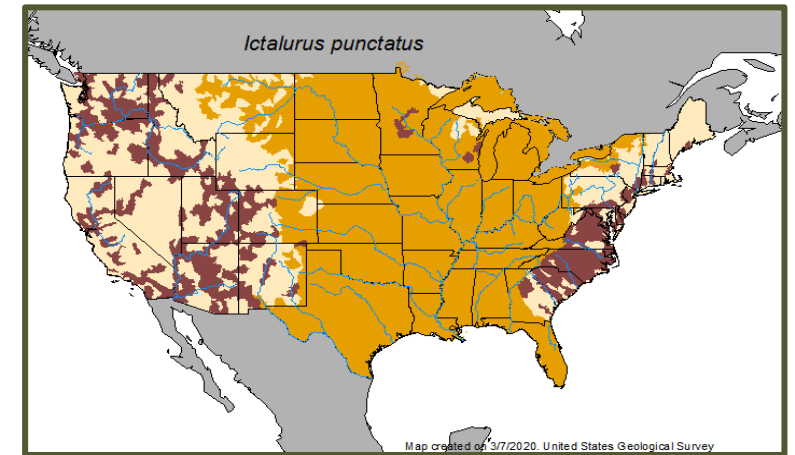 Ictalurus punctatus
Map created on 3/7/2020. United States Geological Survey